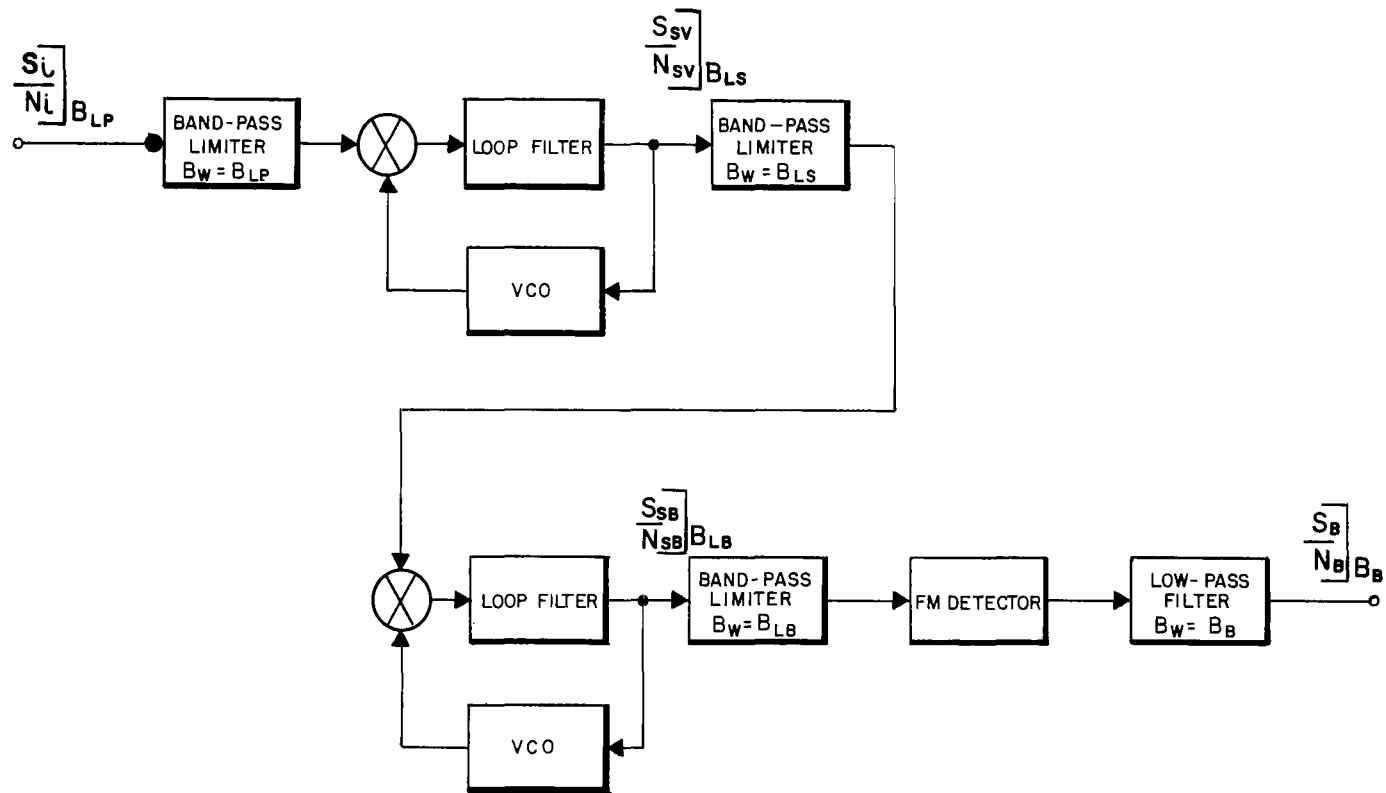 Si
Ni
BLP
BAND-PASS
LIMITER
BW = BLP
LOOP FILTER
VCO
SSV
NSV
BLS
BAND-PASS
LIMITER
BW = BLS
LOOP FILTER
VCO
SSB
NSB
BLB
BAND-PASS
LIMITER
BW = BLB
FM DETECTOR
LOW-PASS
FILTER
BW = BB
SB
NB
BB